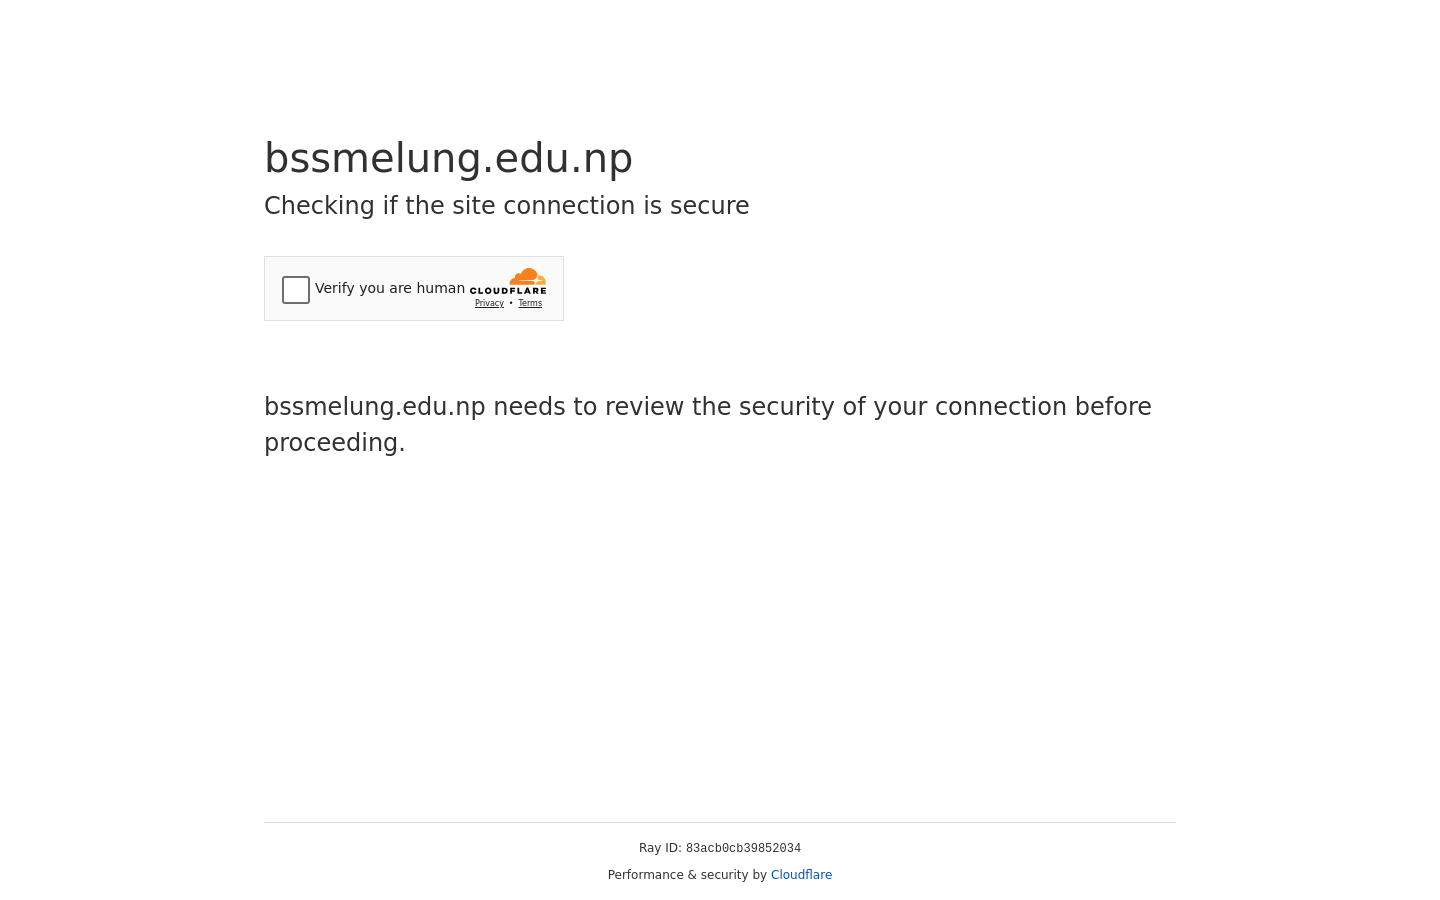 bssmelung.edu.np
Checking if the site connection is secure
Verify you are human
CLOUDFLARE
Privacy • Terms
bssmelung.edu.np needs to review the security of your connection before
proceeding.
Ray ID: 83acb0cb39852034
Performance & security by Cloudflare